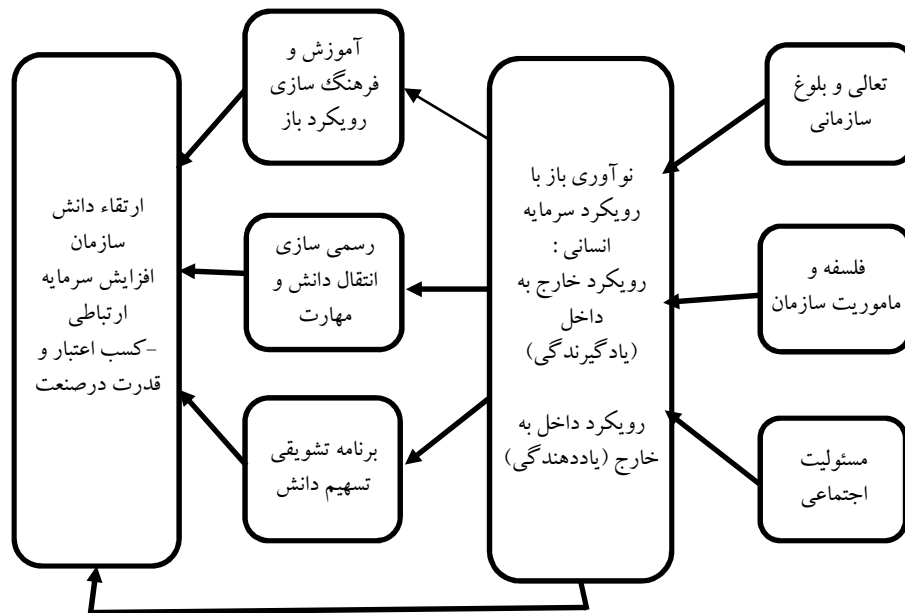 تعالی و بلوغ
سازمانی
فلسفه و
ماموریت سازمان
مسئولیت
اجتماعی
نوآوری باز با
رویکرد سرمایه
انسانی :
رویکرد خارج به
داخل
(یادگیرندگی)
رویکرد داخل به
خارج (یاددهندگی)
آموزش و
فرهنگ سازی
رویکرد باز
رسمی سازی
انتقال دانش و
مهارت
برنامه تشویقی
تسهیم دانش
ارتقاء دانش
سازمان
افزایش سرمایه
ارتباطی
-کسب اعتبار و
قدرت درصنعت